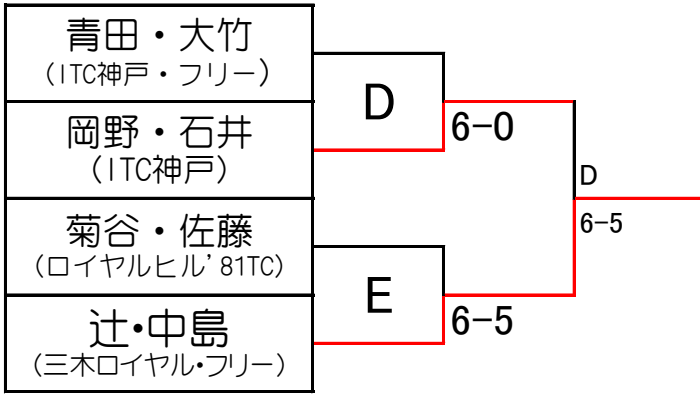 青田・大竹
(ITC神戸・フリー)
D
6-0
岡野・石井
(ITC神戸)
D
6-5
菊谷・佐藤
(ロイヤルヒル'81TC)
E
6-5
辻・中島
(三木ロイヤル・フリー)